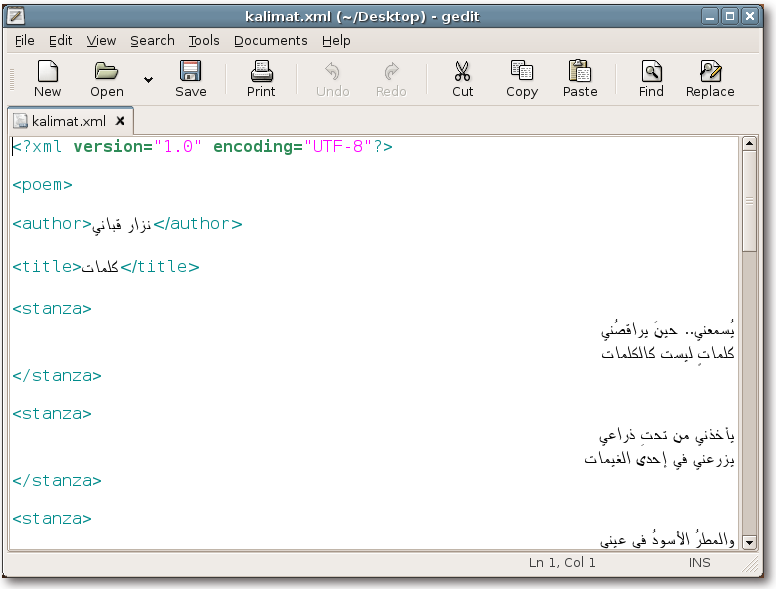 kalimat.xml (~/Desktop) - gedit
File Edit View Search Tools Documents Help
New Open Save Print Undo Redo Cut Copy Paste Find Replace
kalimat.xml
<?xml version="1.0" encoding="UTF-8"?>
<poem>
<author>نزار قباني</author>
<title>كلمات</title>
<stanza>
يُسمعني.. حينَ يراقصُني
كلماتٍ ليست كالكلمات
</stanza>
<stanza>
يأخذني من تحتِ ذراعي
يزرعني في إحدى الغيمات
</stanza>
<stanza>
والمطرُ الأسودُ في عيني
Ln 1, Col 1 INS